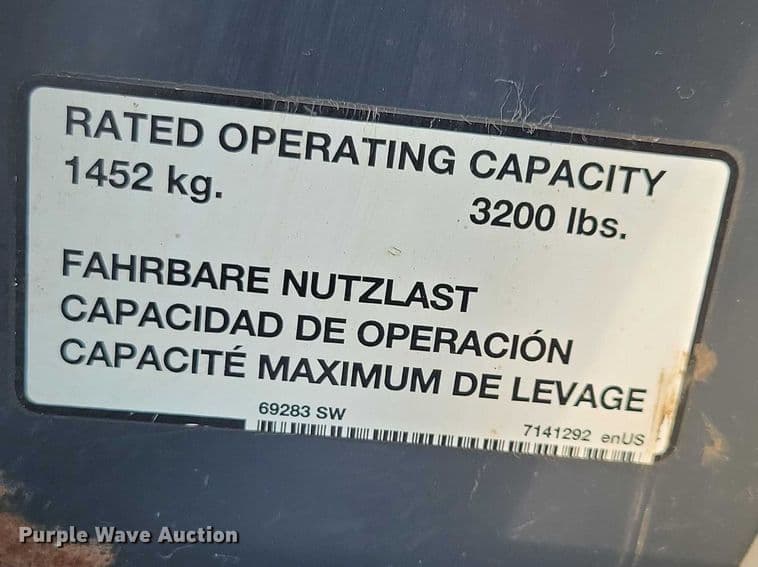 RATED OPERATING CAPACITY
1452 kg. 3200 lbs.
FAHRBARE NUTZLAST
CAPACIDAD DE OPERACIÓN
CAPACITÉ MAXIMUM DE LEVAGE
69283 SW
7141292 enUS
Purple Wave Auction